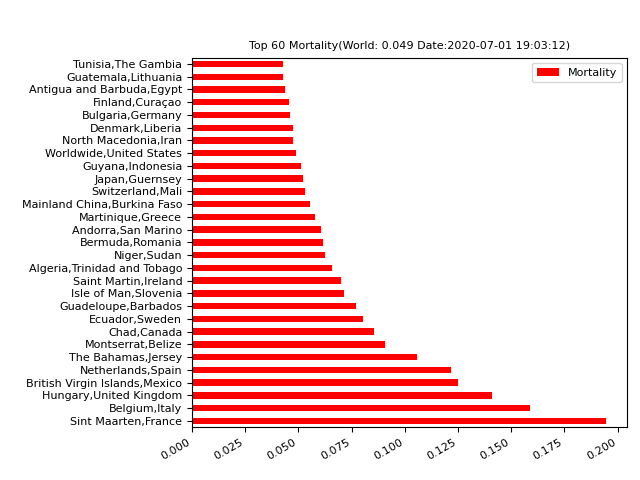 Top 60 Mortality(World: 0.049 Date:2020-07-01 19:03:12)
Mortality
Tunisia,The Gambia
Guatemala,Lithuania
Antigua and Barbuda,Egypt
Finland,Curaçao
Bulgaria,Germany
Denmark,Liberia
North Macedonia,Iran
Worldwide,United States
Guyana,Indonesia
Japan,Guernsey
Switzerland,Mali
Mainland China,Burkina Faso
Martinique,Greece
Andorra,San Marino
Bermuda,Romania
Niger,Sudan
Algeria,Trinidad and Tobago
Saint Martin,Ireland
Isle of Man,Slovenia
Guadeloupe,Barbados
Ecuador,Sweden
Chad,Canada
Montserrat,Belize
The Bahamas,Jersey
Netherlands,Spain
British Virgin Islands,Mexico
Hungary,United Kingdom
Belgium,Italy
Sint Maarten,France
0.000
0.025
0.050
0.075
0.100
0.125
0.150
0.175
0.200